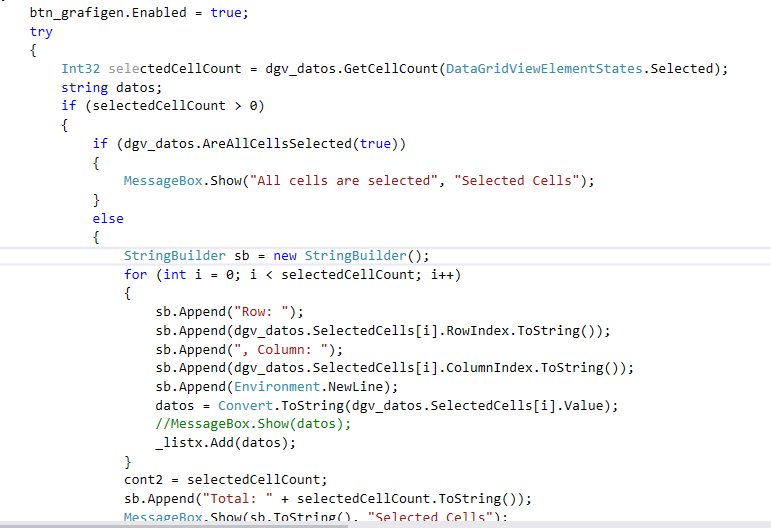 btn_grafigen.Enabled = true;
try
{
Int32 selectedCellCount = dgv_datos.GetCellCount(DataGridViewElementStates.Selected);
string datos;
if (selectedCellCount > 0)
{
if (dgv_datos.AreAllCellsSelected(true))
{
MessageBox.Show("All cells are selected", "Selected Cells");
}
else
{
StringBuilder sb = new StringBuilder();
for (int i = 0; i < selectedCellCount; i++)
{
sb.Append("Row: ");
sb.Append(dgv_datos.SelectedCells[i].RowIndex.ToString());
sb.Append(", Column: ");
sb.Append(dgv_datos.SelectedCells[i].ColumnIndex.ToString());
sb.Append(Environment.NewLine);
datos = Convert.ToString(dgv_datos.SelectedCells[i].Value);
//MessageBox.Show(datos);
_listx.Add(datos);
}
cont2 = selectedCellCount;
sb.Append("Total: " + selectedCellCount.ToString());
MessageBox.Show(sb.ToString(), "Selected Cells");